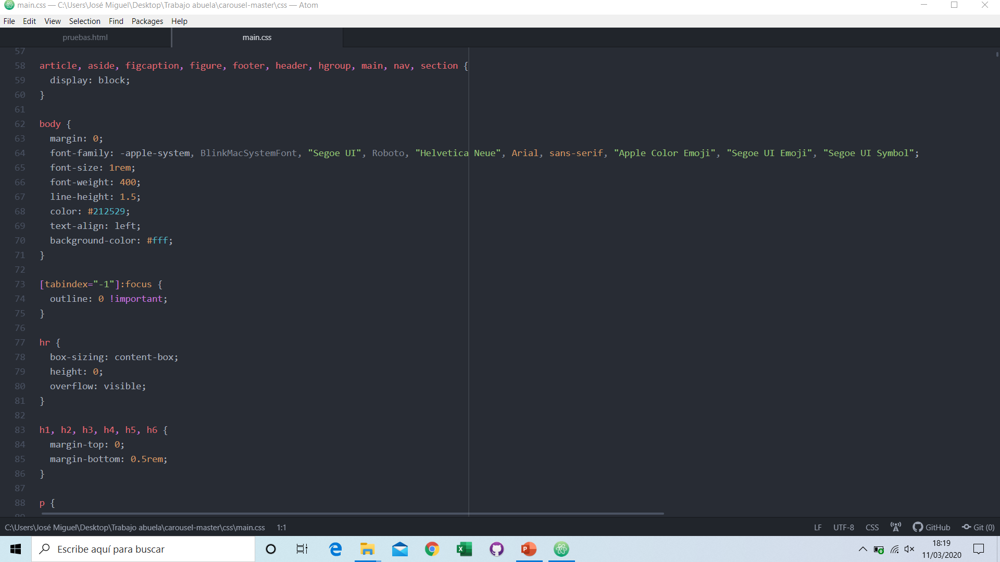 main.css — C:\Users\José Miguel\Desktop\Trabajo abuela\carousel-master\css — Atom
File Edit View Selection Find Packages Help
pruebas.html main.css
57
58 article, aside, figcaption, figure, footer, header, hgroup, main, nav, section {
59 display: block;
60 }
61
62 body {
63 margin: 0;
64 font-family: -apple-system, BlinkMacSystemFont, "Segoe UI", Roboto, "Helvetica Neue", Arial, sans-serif, "Apple Color Emoji", "Segoe UI Emoji", "Segoe UI Symbol";
65 font-size: 1rem;
66 font-weight: 400;
67 line-height: 1.5;
68 color: #212529;
69 text-align: left;
70 background-color: #fff;
71 }
72
73 [tabindex="-1"]:focus {
74 outline: 0 !important;
75 }
76
77 hr {
78 box-sizing: content-box;
79 height: 0;
80 overflow: visible;
81 }
82
83 h1, h2, h3, h4, h5, h6 {
84 margin-top: 0;
85 margin-bottom: 0.5rem;
86 }
87
88 p {
89
C:\Users\José Miguel\Desktop\Trabajo abuela\carousel-master\css\main.css 1:1 LF UTF-8 CSS GitHub Git (0)
Escribe aquí para buscar
18:19
11/03/2020